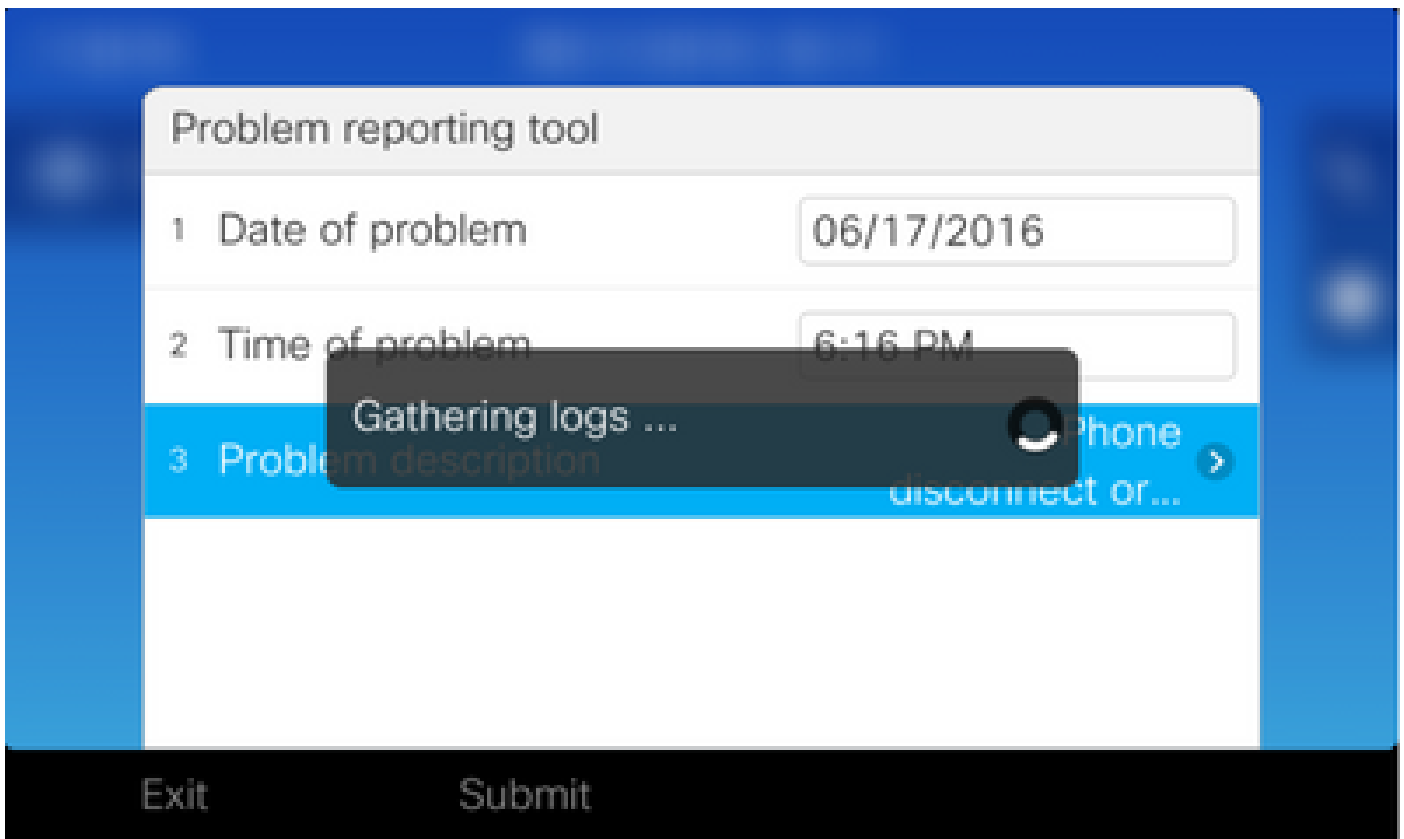 Problem reporting tool
1 Date of problem 06/17/2016
2 Time of problem 6:16 PM
Gathering logs ...
3 Problem description Phone
disconnect or...
Exit Submit